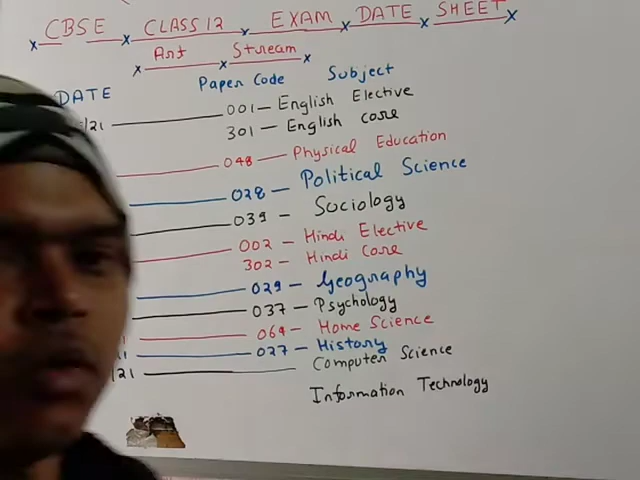 CBSE CLASS 12 EXAM DATE SHEET
Art Stream
DATE Paper Code Subject
/21 001 - English Elective
301 - English core
048 - Physical Education
028 - Political Science
039 - Sociology
002 - Hindi Elective
302 - Hindi Core
029 - Geography
037 - Psychology
064 - Home Science
027 - History
/21 Computer Science
Information Technology